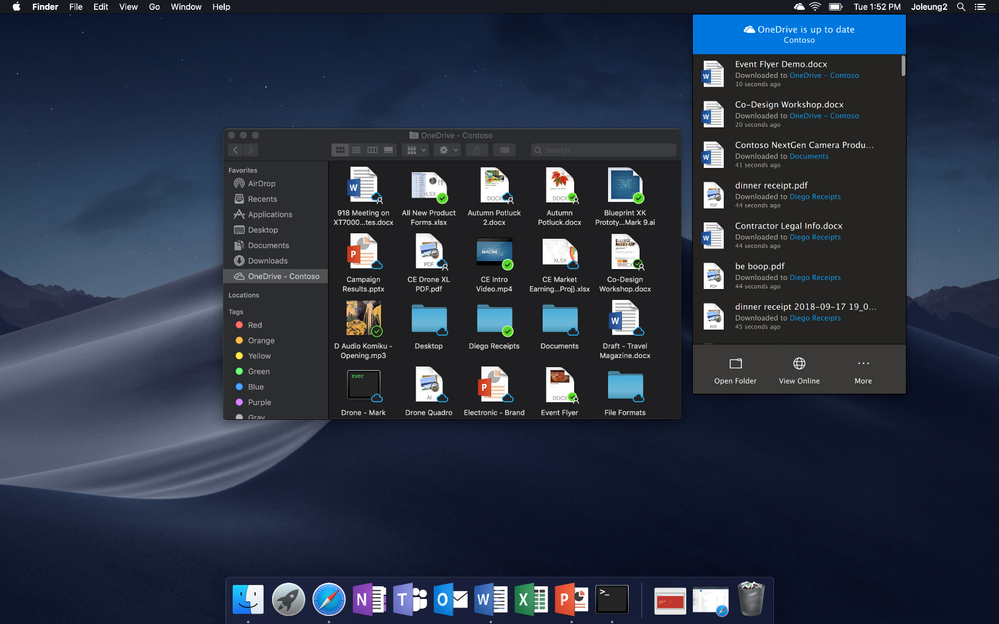 Finder File Edit View Go Window Help
Tue 1:52 PM Joleung2
OneDrive is up to date
Contoso
Event Flyer Demo.docx
Downloaded to OneDrive – Contoso
10 seconds ago
Co-Design Workshop.docx
Downloaded to OneDrive – Contoso
20 seconds ago
Contoso NextGen Camera Produ...
Downloaded to Documents
41 seconds ago
dinner receipt.pdf
Downloaded to Diego Receipts
44 seconds ago
Contractor Legal Info.docx
Downloaded to Diego Receipts
44 seconds ago
be boop.pdf
Downloaded to Diego Receipts
44 seconds ago
dinner receipt 2018-09-17 19_0...
Downloaded to Diego Receipts
45 seconds ago
Open Folder View Online More
OneDrive - Contoso
Search
Favorites
AirDrop
Recents
Applications
Desktop
Documents
Downloads
OneDrive - Contoso
Locations
Tags
Red
Orange
Yellow
Green
Blue
Purple
Gray
918 Meeting on
XT7000...tes.docx
All New Product
Forms.xlsx
Autumn Potluck
2.docx
Autumn
Potluck.docx
Blueprint XK
Prototy...Mark 9.ai
Campaign
Results.pptx
CE Drone XL
PDF.pdf
CE Intro
Video.mp4
CE Market
Earning...Proj).xlsx
Co-Design
Workshop.docx
D Audio Komiku -
Opening.mp3
Desktop
Diego Receipts
Documents
Draft - Travel
Magazine.docx
exec
Drone - Mark
Drone Quadro
Electronic - Brand
Event Flyer
File Formats